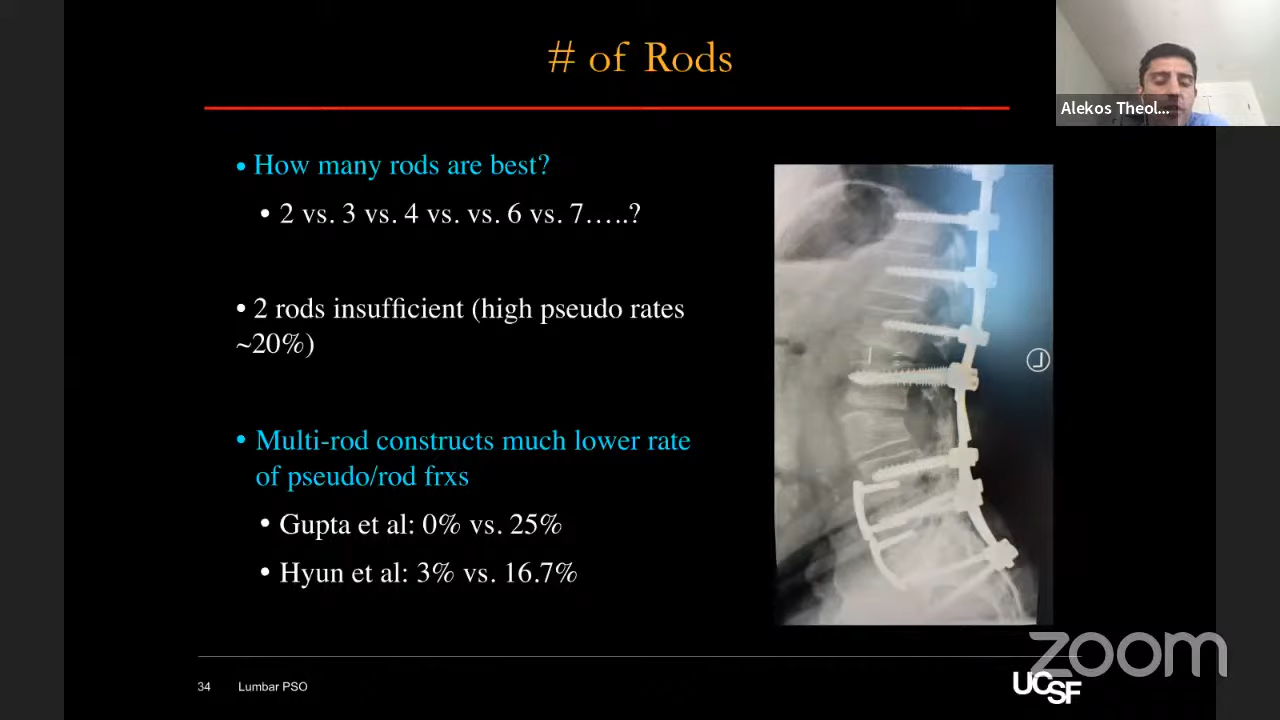 # of Rods
Alekos Theol...
• How many rods are best?
• 2 vs. 3 vs. 4 vs. vs. 6 vs. 7…..?
• 2 rods insufficient (high pseudo rates
~20%)
• Multi-rod constructs much lower rate
of pseudo/rod frxs
• Gupta et al: 0% vs. 25%
• Hyun et al: 3% vs. 16.7%
L
zoom
34 Lumbar PSO
UCSF